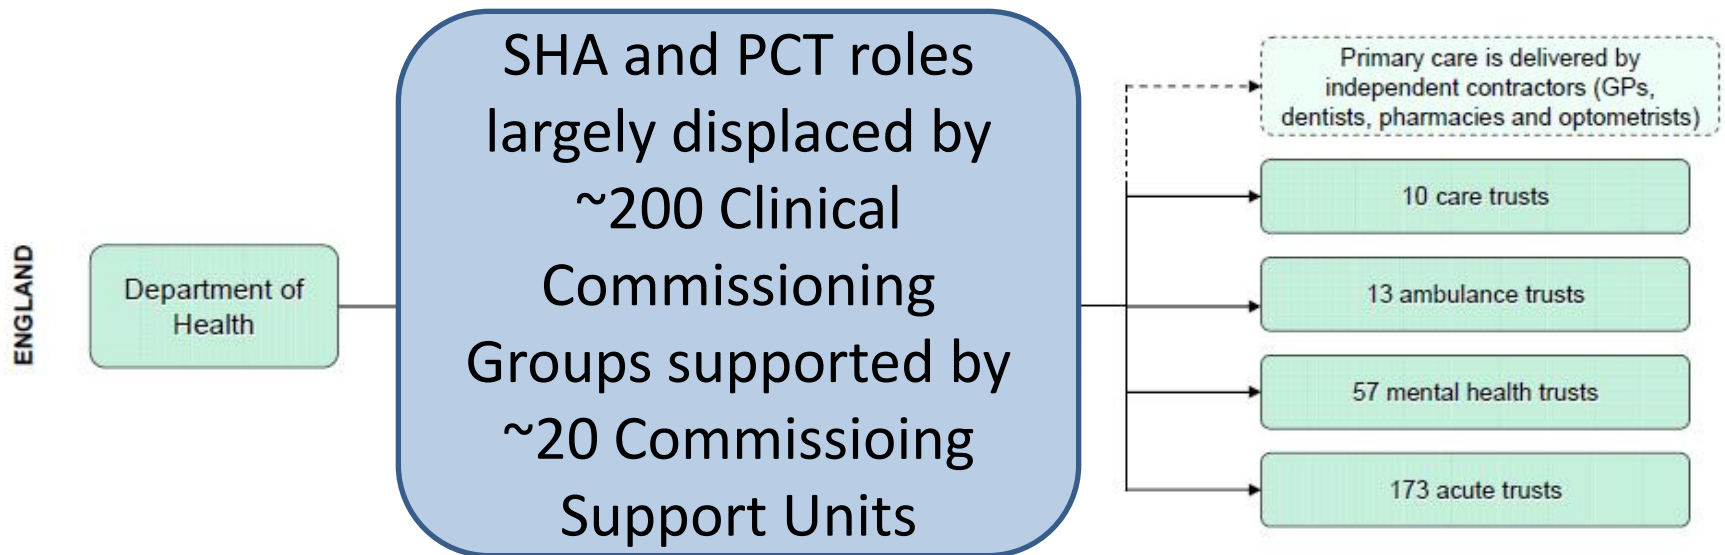 ENGLAND
Department of
Health
SHA and PCT roles
largely displaced by
~200 Clinical
Commissioning
Groups supported by
~20 Commissioing
Support Units
Primary care is delivered by
independent contractors (GPs,
dentists, pharmacies and optometrists)
10 care trusts
13 ambulance trusts
57 mental health trusts
173 acute trusts